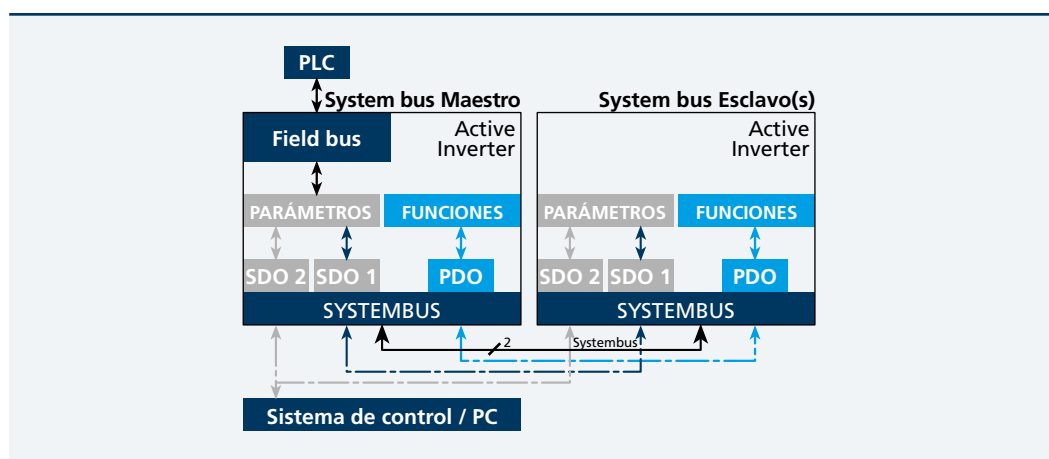 PLC
System bus Maestro
System bus Esclavo(s)
Field bus
Active
Inverter
Active
Inverter
PARÁMETROS
FUNCIONES
PARÁMETROS
FUNCIONES
SDO 2
SDO 1
PDO
SDO 2
SDO 1
PDO
SYSTEMBUS
SYSTEMBUS
2
Systembus
Sistema de control / PC